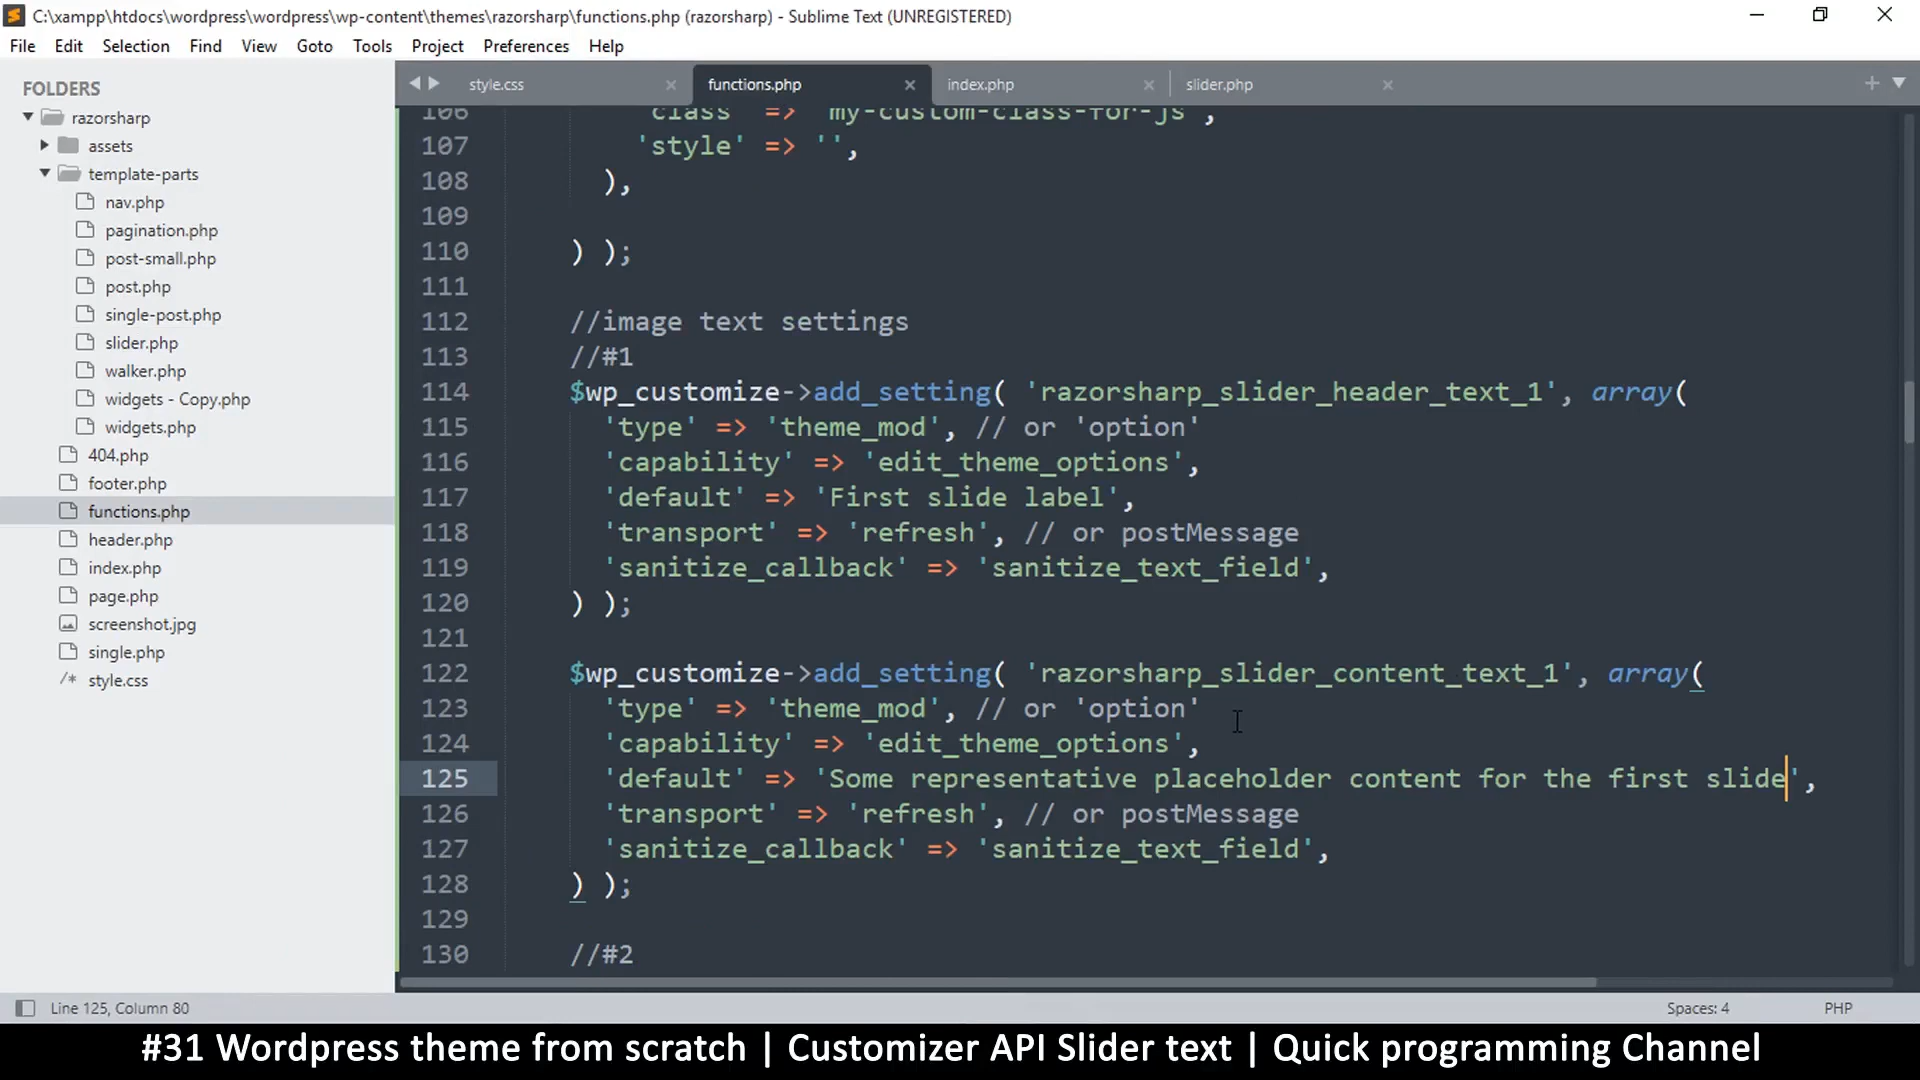 C:\xampp\htdocs\wordpress\wordpress\wp-content\themes\razorsharp\functions.php (razorsharp) - Sublime Text (UNREGISTERED)
File Edit Selection Find View Goto Tools Project Preferences Help
FOLDERS
razorsharp
assets
template-parts
nav.php
pagination.php
post-small.php
post.php
single-post.php
slider.php
walker.php
widgets - Copy.php
widgets.php
404.php
footer.php
functions.php
header.php
index.php
page.php
screenshot.jpg
single.php
/* style.css
style.css × functions.php × index.php × slider.php ×
106 'class' => 'my-custom-class-for-js',
107 'style' => '',
108 ),
109
110 ) );
111
112 //image text settings
113 //#1
114 $wp_customize->add_setting( 'razorsharp_slider_header_text_1', array(
115 'type' => 'theme_mod', // or 'option'
116 'capability' => 'edit_theme_options',
117 'default' => 'First slide label',
118 'transport' => 'refresh', // or postMessage
119 'sanitize_callback' => 'sanitize_text_field',
120 ) );
121
122 $wp_customize->add_setting( 'razorsharp_slider_content_text_1', array(
123 'type' => 'theme_mod', // or 'option'
124 'capability' => 'edit_theme_options',
125 'default' => 'Some representative placeholder content for the first slide',
126 'transport' => 'refresh', // or postMessage
127 'sanitize_callback' => 'sanitize_text_field',
128 ) );
129
130 //#2
Line 125, Column 80 Spaces: 4 PHP
#31 Wordpress theme from scratch | Customizer API Slider text | Quick programming Channel